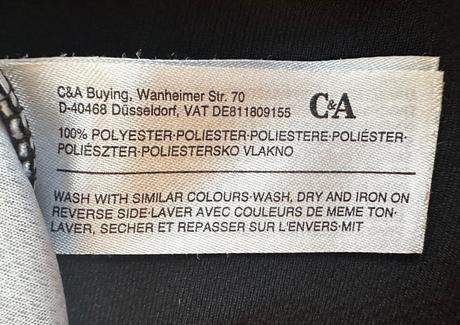 C&A Buying, Wanheimer Str. 70
D-40468 Düsseldorf, VAT DE811809155
C&A
100% POLYESTER·POLIESTER·POLIESTERE·POLIÉSTER·
POLIÉSZTER·POLIESTERSKO VLAKNO
WASH WITH SIMILAR COLOURS·WASH, DRY AND IRON ON
REVERSE SIDE·LAVER AVEC COULEURS DE MEME TON·
LAVER, SECHER ET REPASSER SUR L'ENVERS·MIT